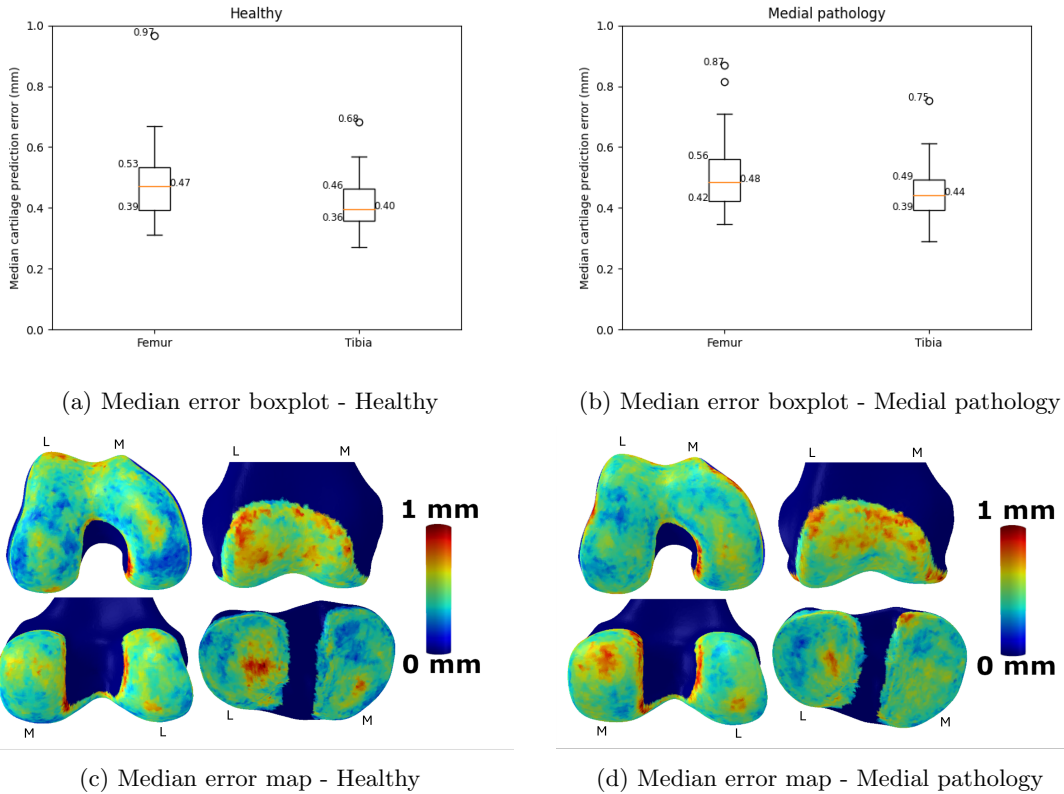 Healthy
Median cartilage prediction error (mm)
1.0
0.8
0.6
0.4
0.2
0.0
0.97
0.53
0.47
0.39
0.68
0.46
0.40
0.36
Femur
Tibia
(a) Median error boxplot - Healthy
Medial pathology
Median cartilage prediction error (mm)
1.0
0.8
0.6
0.4
0.2
0.0
0.87
0.56
0.48
0.42
0.75
0.49
0.44
0.39
Femur
Tibia
(b) Median error boxplot - Medial pathology
L
M
L
M
1 mm
0 mm
M
L
L
M
(c) Median error map - Healthy
L
M
L
M
1 mm
0 mm
M
L
L
M
(d) Median error map - Medial pathology